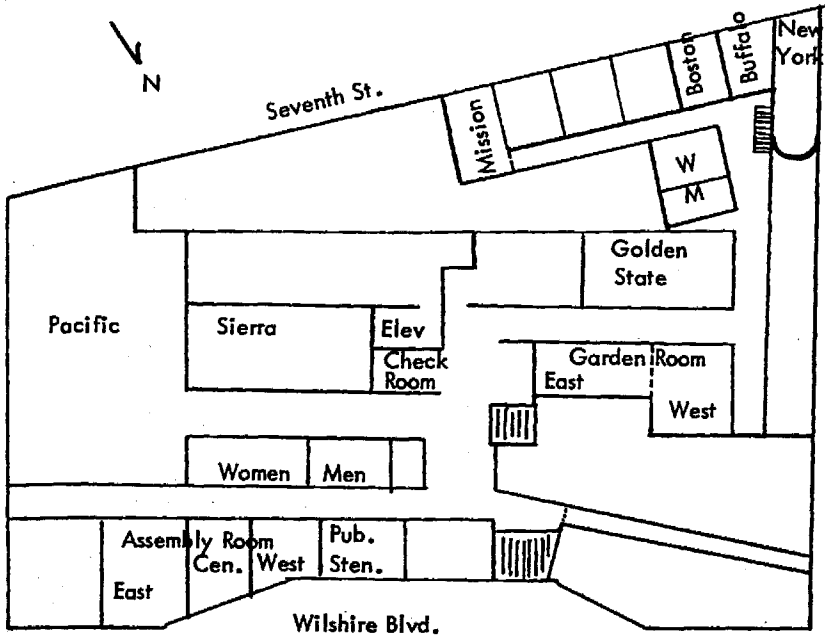 N
Seventh St.
Mission
Boston
Buffalo
New
York
W
M
Golden
State
Pacific
Sierra
Elev
Check
Room
Garden Room
East
West
Women
Men
Assembly Room
East
Cen.
West
Pub.
Sten.
Wilshire Blvd.